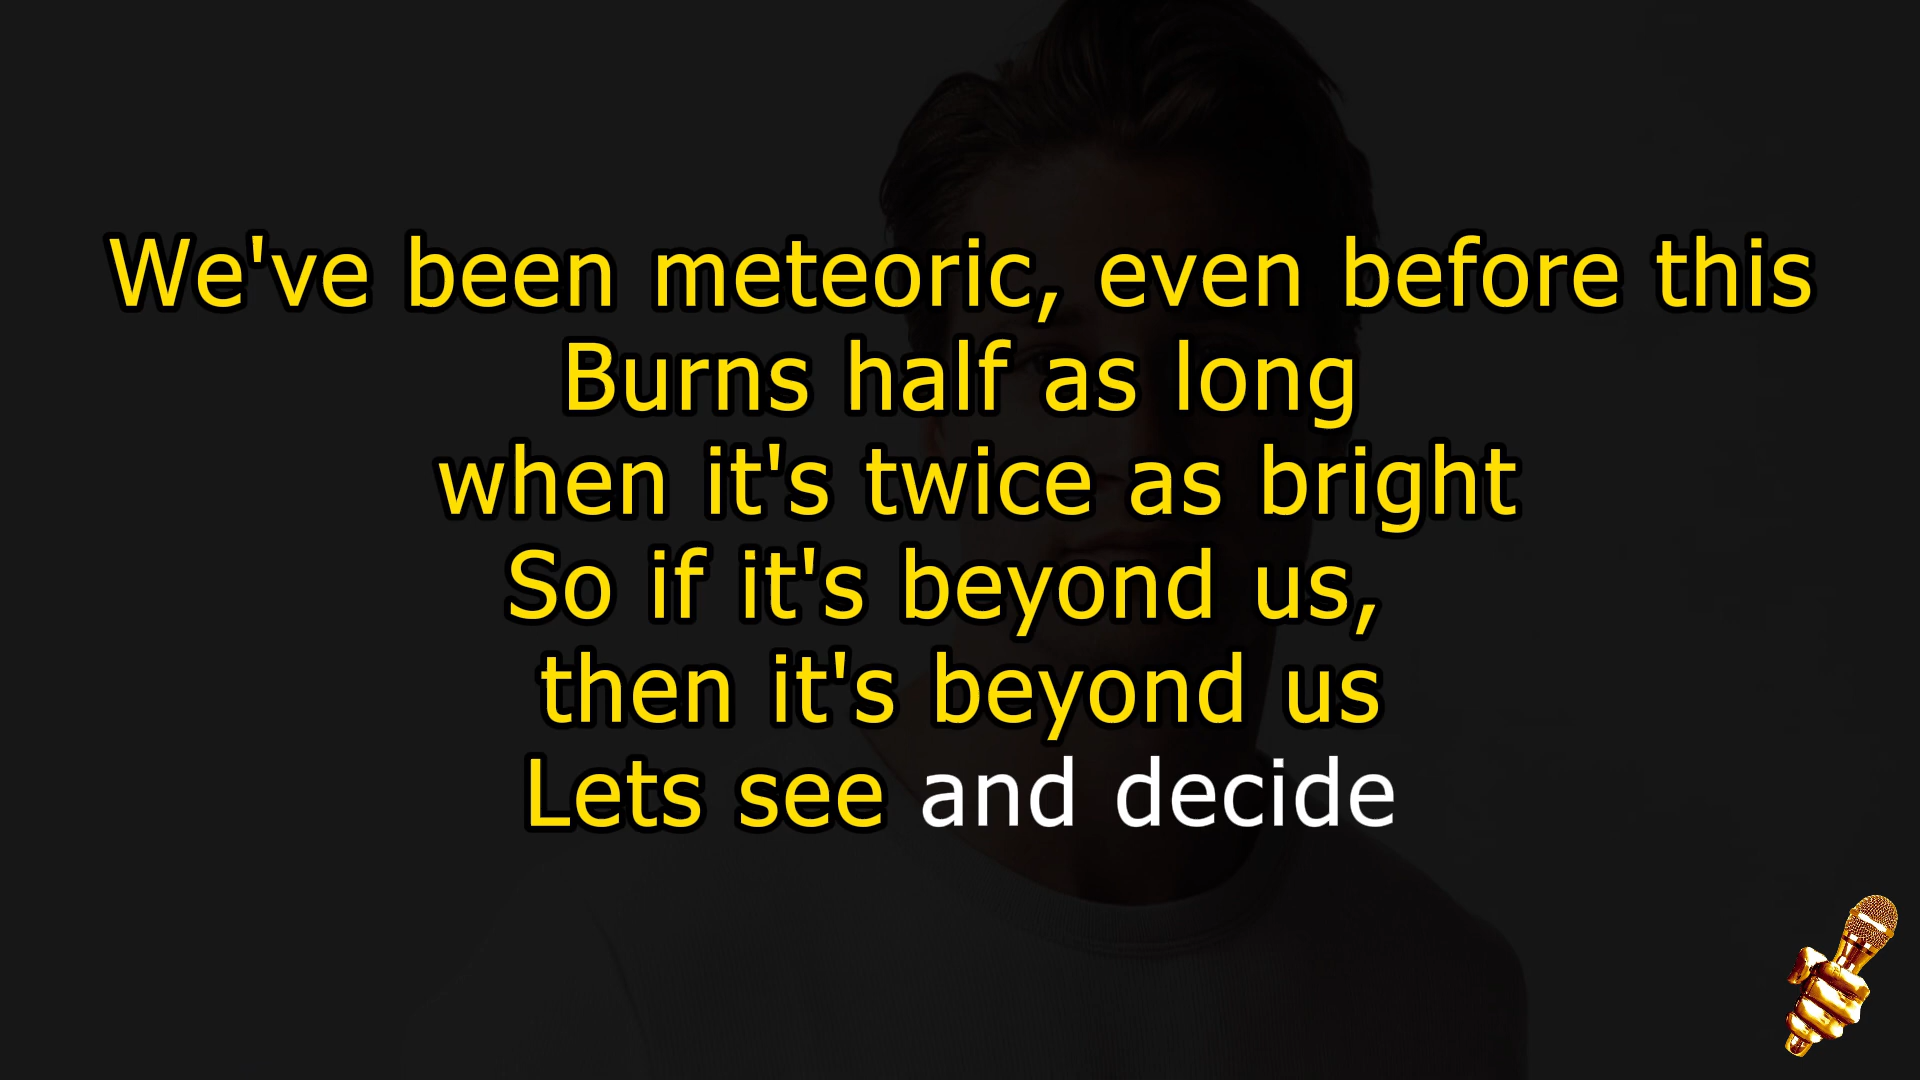 We've been meteoric, even before this
Burns half as long
when it's twice as bright
So if it's beyond us,
then it's beyond us
Lets see and decide